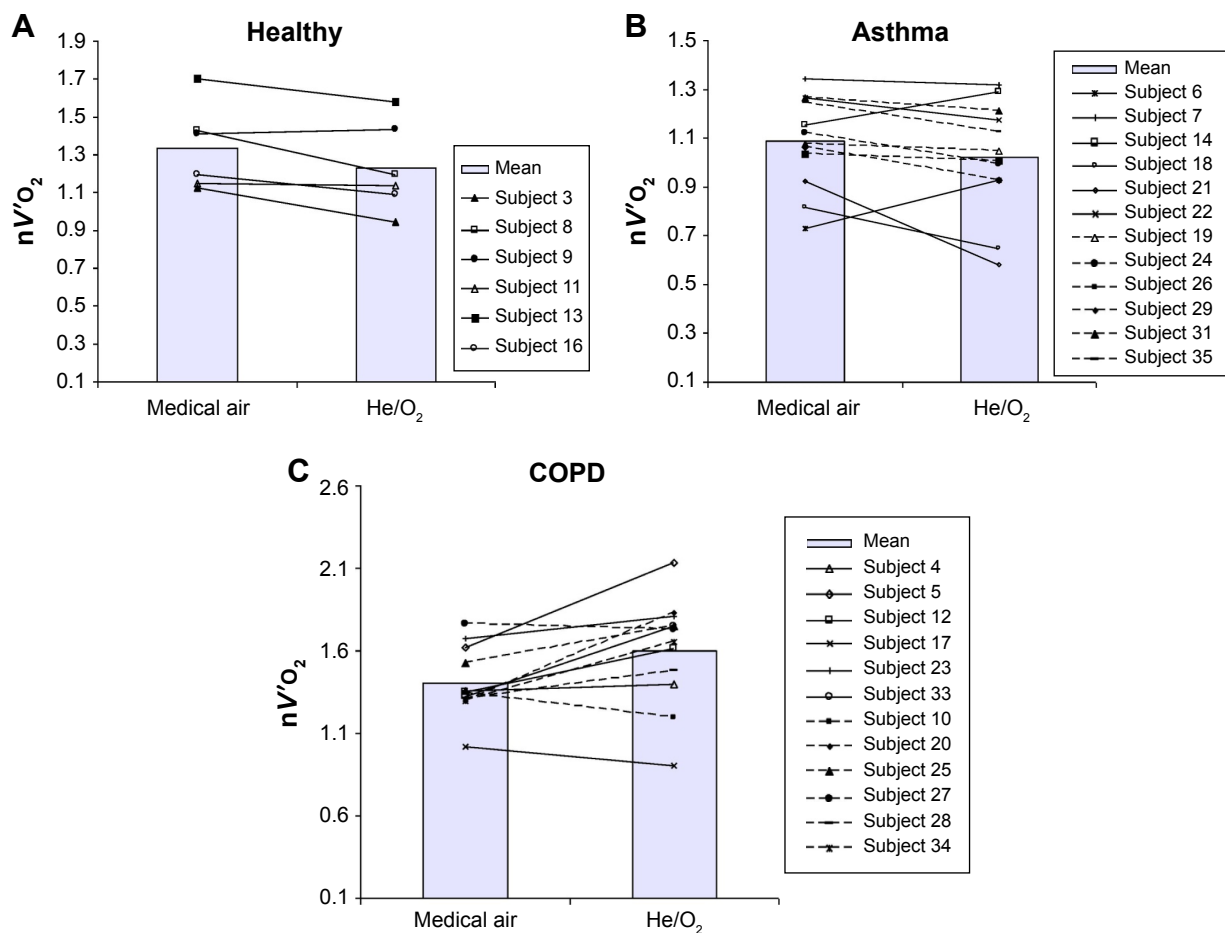 A
Healthy
nV'O₂
1.9
1.7
1.5
1.3
1.1
0.9
0.7
0.5
0.3
0.1
Medical air
He/O₂
Mean
Subject 3
Subject 8
Subject 9
Subject 11
Subject 13
Subject 16
B
Asthma
nV'O₂
1.5
1.3
1.1
0.9
0.7
0.5
0.3
0.1
Medical air
He/O₂
Mean
Subject 6
Subject 7
Subject 14
Subject 18
Subject 21
Subject 22
Subject 19
Subject 24
Subject 26
Subject 29
Subject 31
Subject 35
C
COPD
nV'O₂
2.6
2.1
1.6
1.1
0.6
0.1
Medical air
He/O₂
Mean
Subject 4
Subject 5
Subject 12
Subject 17
Subject 23
Subject 33
Subject 10
Subject 20
Subject 25
Subject 27
Subject 28
Subject 34